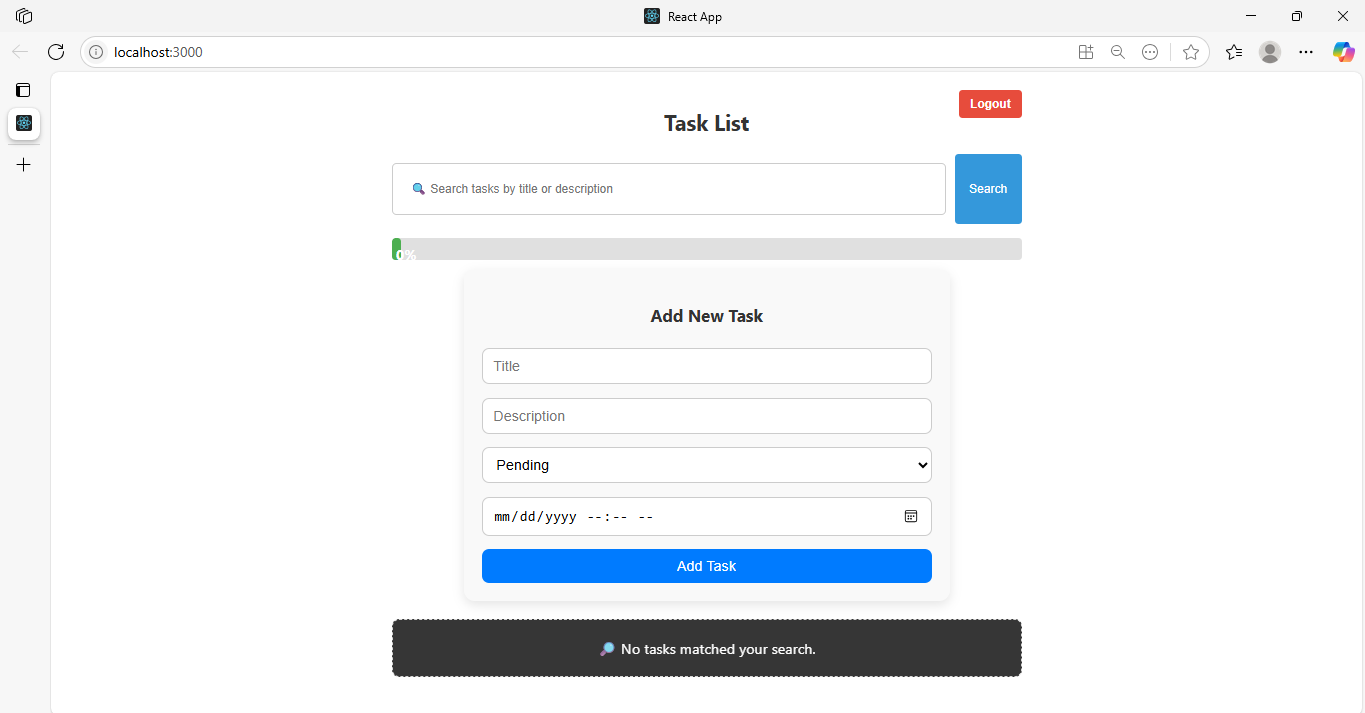 React App
localhost:3000
Logout
Task List
🔍 Search tasks by title or description
Search
0%
Add New Task
Title
Description
Pending
mm/dd/yyyy --:-- --
Add Task
🔎 No tasks matched your search.